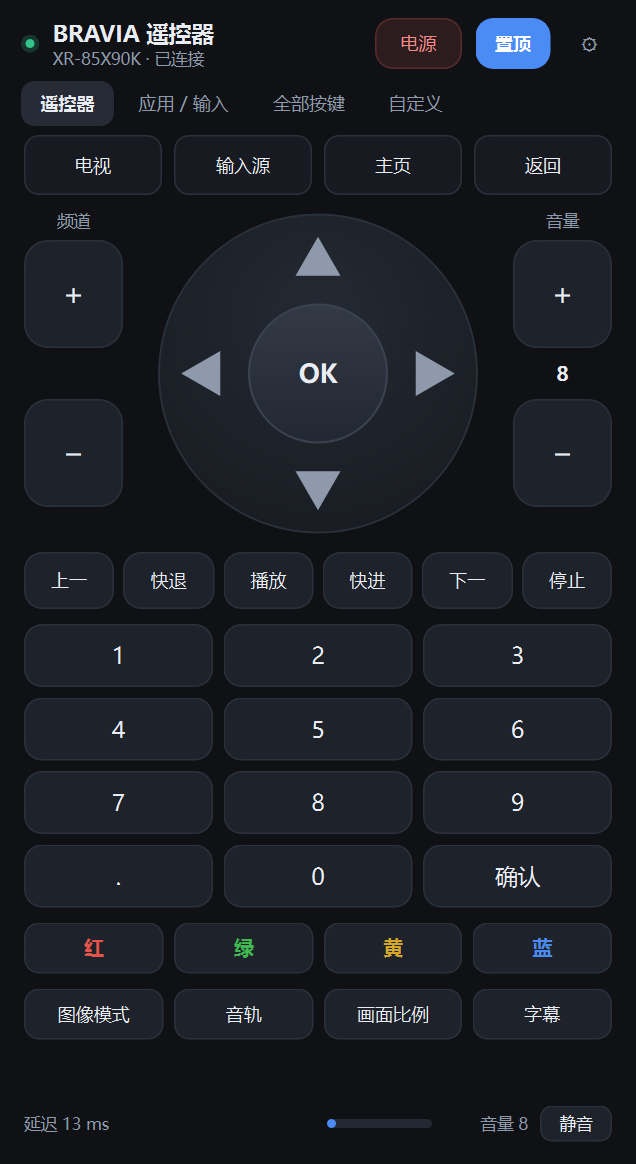 BRAVIA 遥控器
XR-85X90K · 已连接
电源
置顶
遥控器
应用 / 输入
全部按键
自定义
电视
输入源
主页
返回
频道
音量
+
+
OK
8
−
−
上一
快退
播放
快进
下一
停止
1
2
3
4
5
6
7
8
9
.
0
确认
红
绿
黄
蓝
图像模式
音轨
画面比例
字幕
延迟 13 ms
音量 8
静音